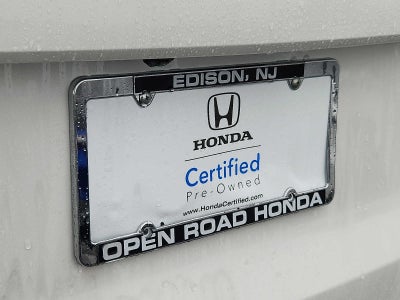 EDISON, NJ
HONDA
Certified
Pre-Owned
www.HondaCertified.com
OPEN ROAD HONDA